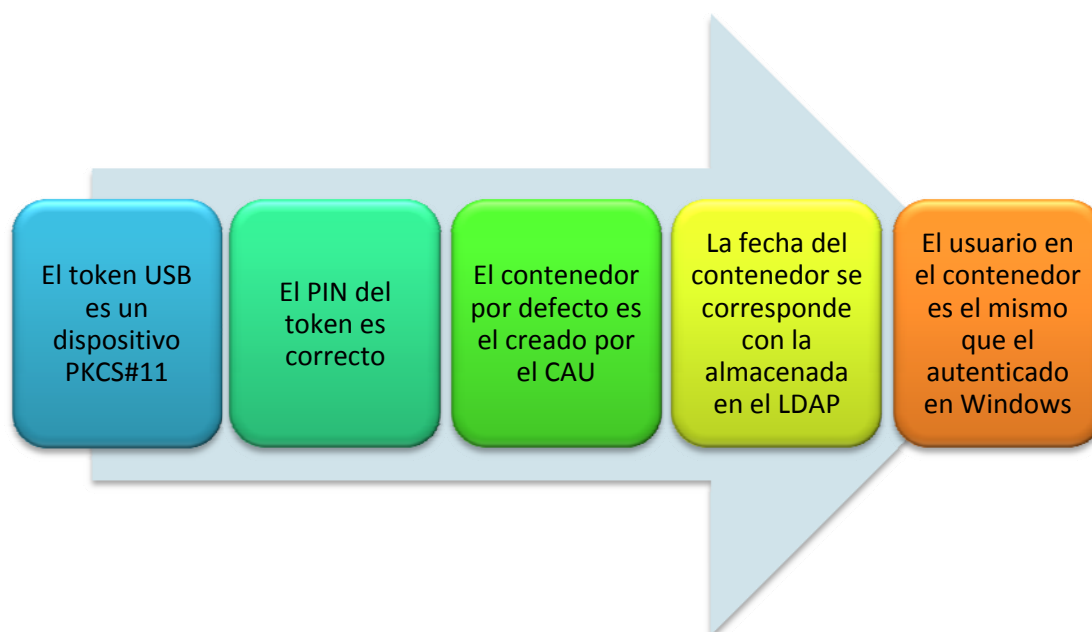 El token USB
es un
dispositivo
PKCS#11
El PIN del
token es
correcto
El contenedor
por defecto es
el creado por
el CAU
La fecha del
contenedor se
corresponde
con la
almacenada
en el LDAP
El usuario en
el contenedor
es el mismo
que el
autenticado
en Windows